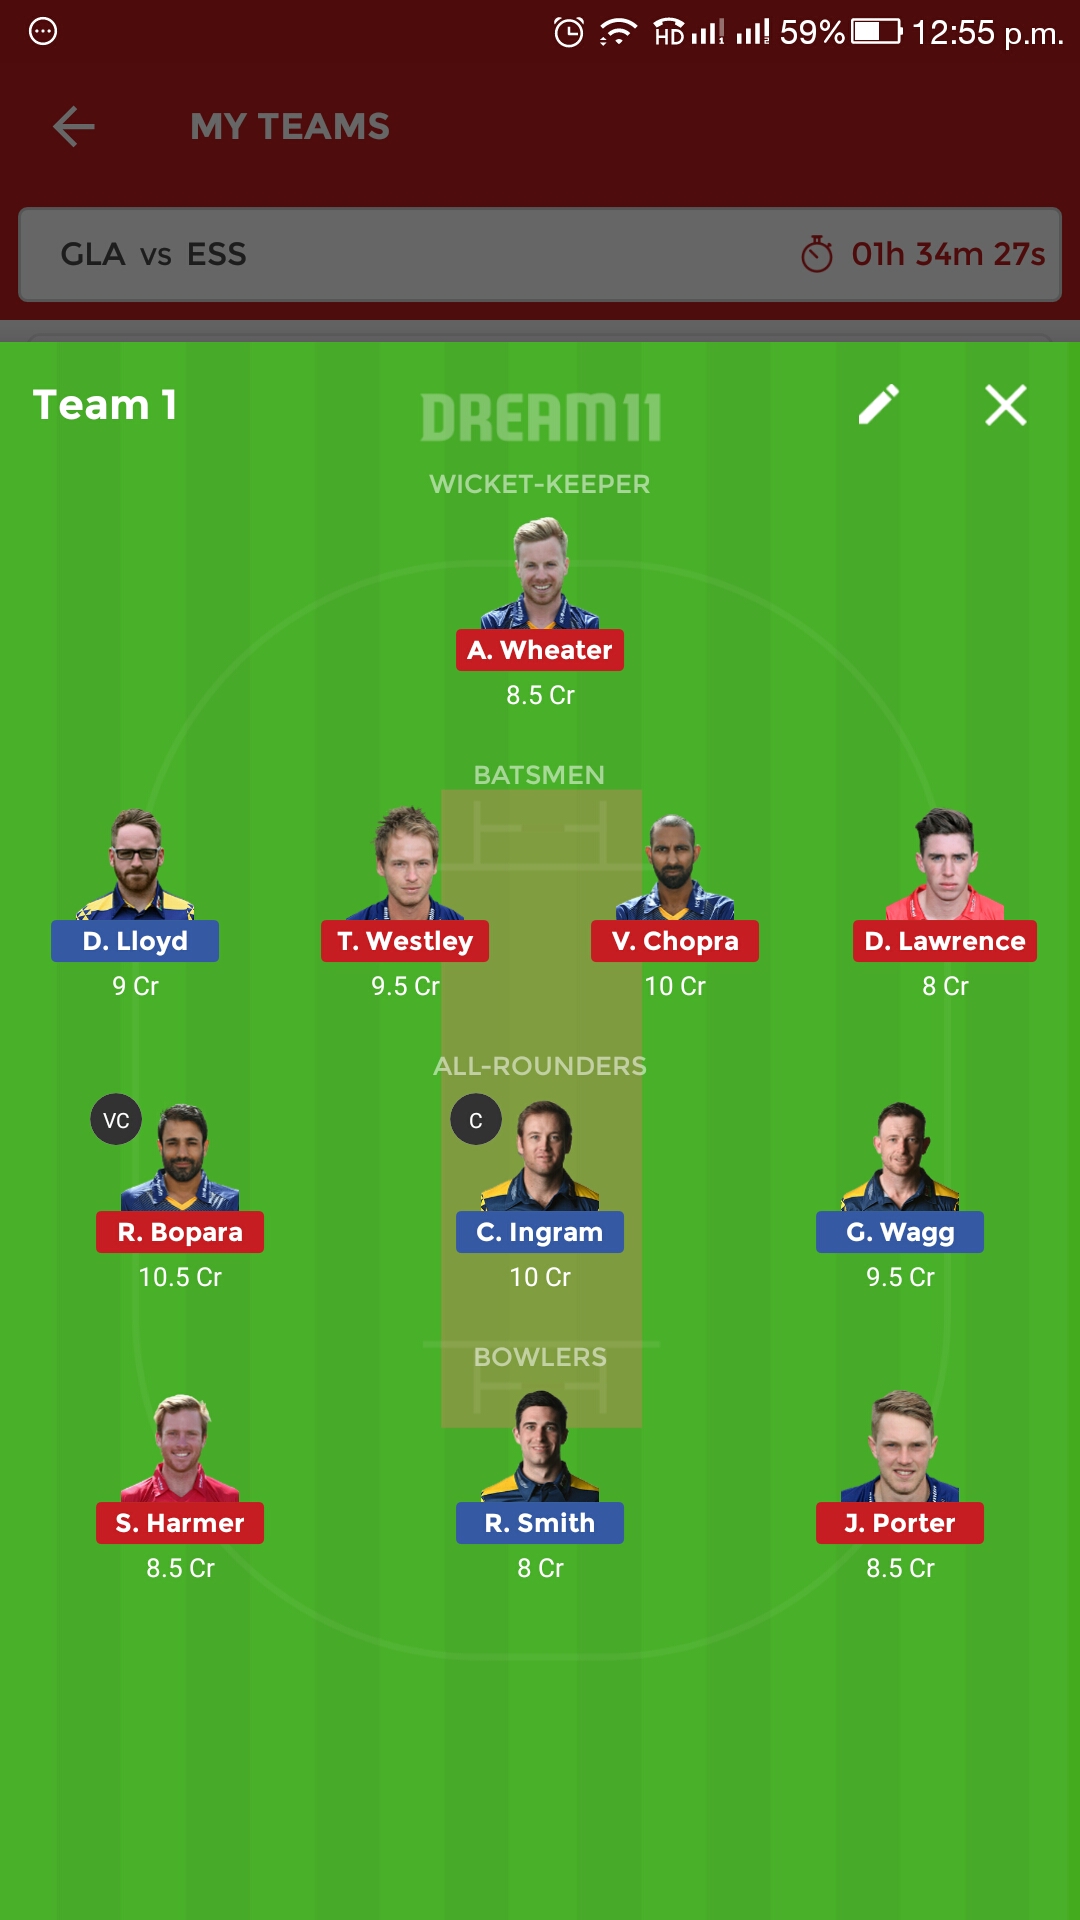 HD 1 2 59% 12:55 p.m.
MY TEAMS
GLA vs ESS 01h 34m 27s
Team 1 DREAM11
WICKET-KEEPER
A. Wheater
8.5 Cr
BATSMEN
D. Lloyd T. Westley V. Chopra D. Lawrence
9 Cr 9.5 Cr 10 Cr 8 Cr
ALL-ROUNDERS
VC C
R. Bopara C. Ingram G. Wagg
10.5 Cr 10 Cr 9.5 Cr
BOWLERS
S. Harmer R. Smith J. Porter
8.5 Cr 8 Cr 8.5 Cr